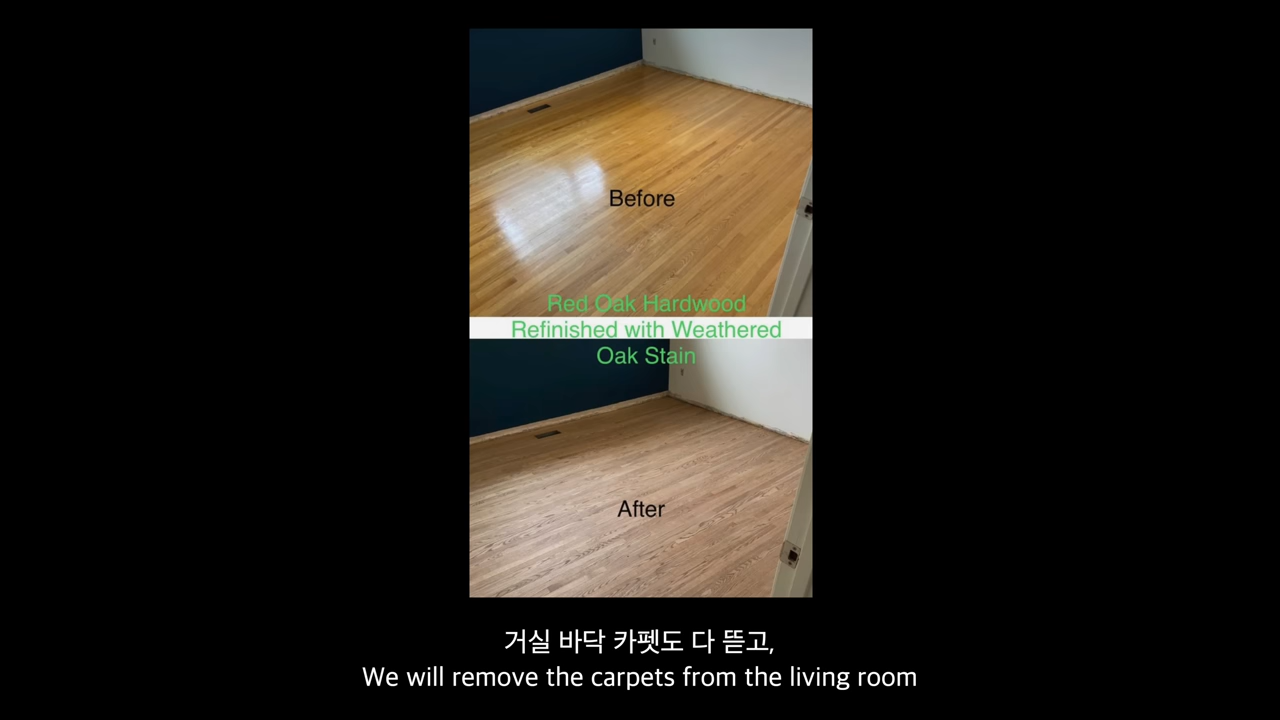 Before
Red Oak Hardwood
Refinished with Weathered
Oak Stain
After
거실 바닥 카펫도 다 뜯고,
We will remove the carpets from the living room